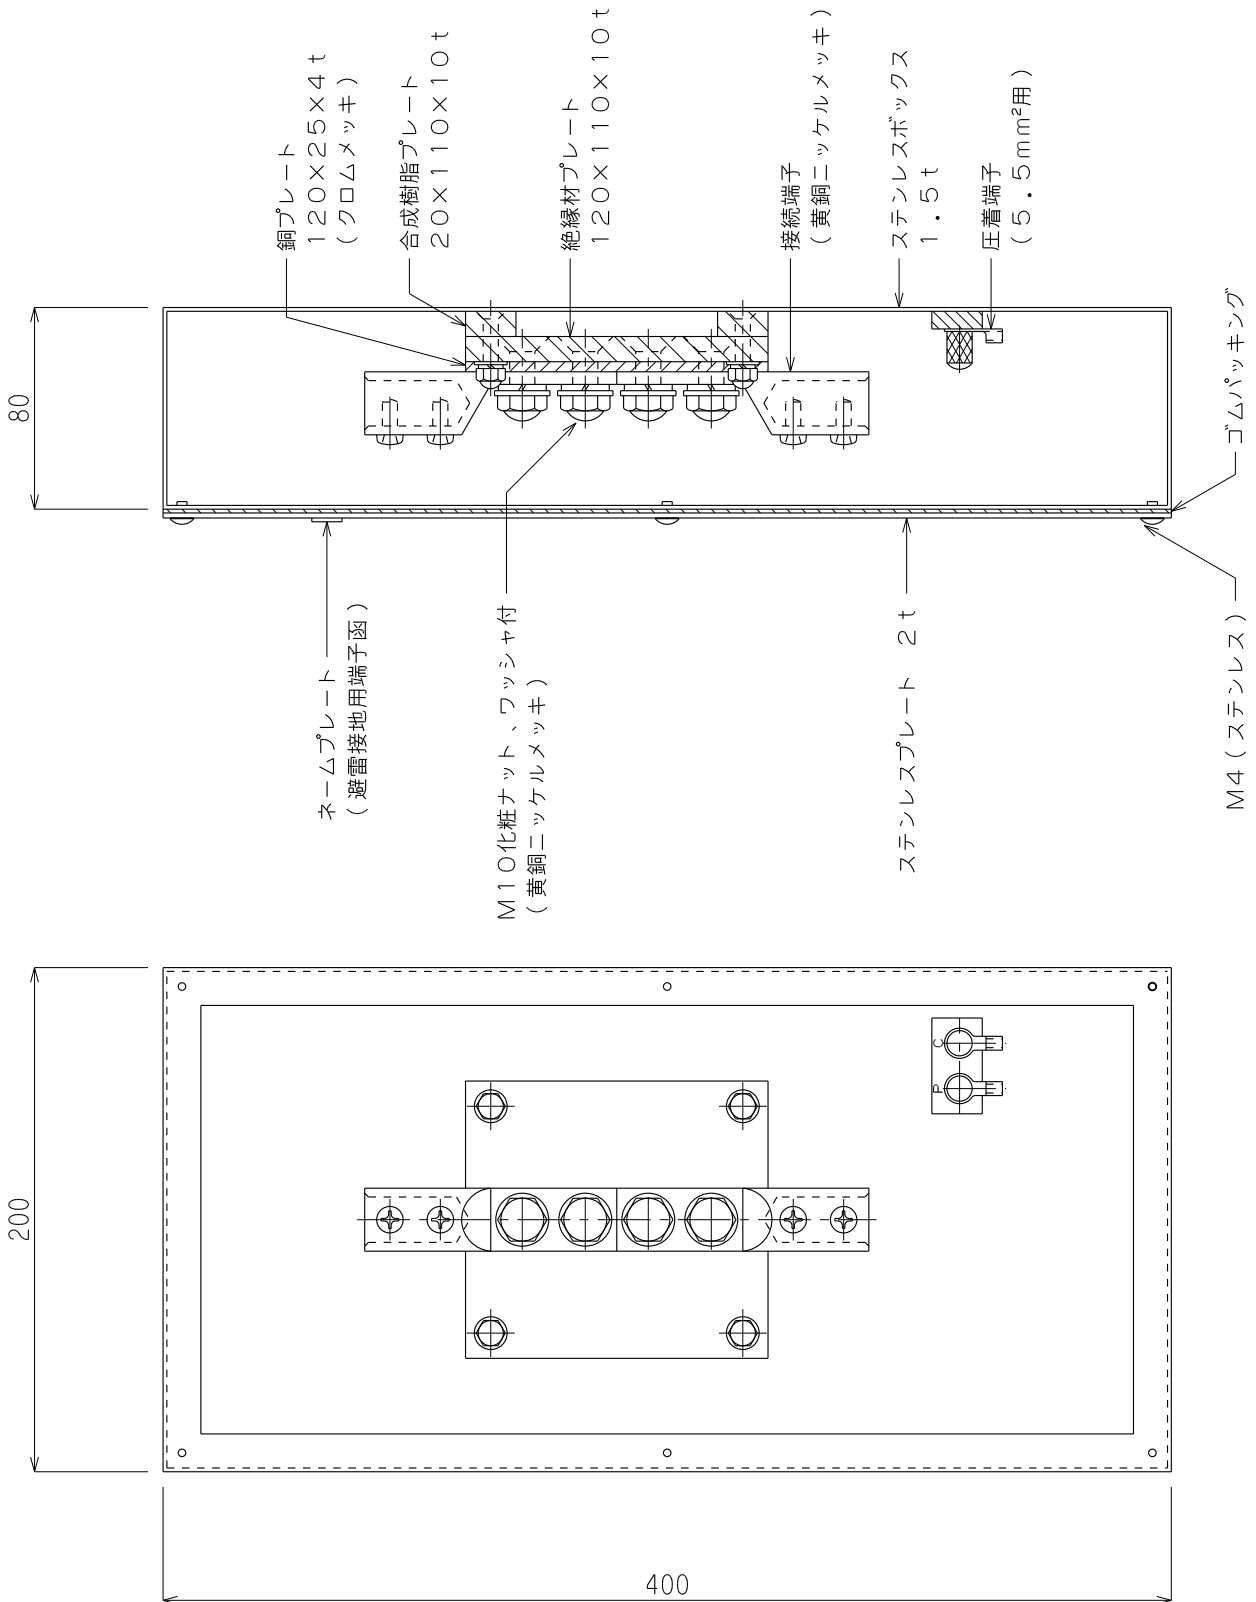 銅プレート
120×25×4t
(クロムメッキ)
合成樹脂プレート
20×110×10t
絶縁材プレート
120×110×10t
接続端子
(黄銅ニッケルメッキ)
ステンレスボックス
1.5t
圧着端子
(5.5mm²用)
ゴムパッキング
80
ネームプレート
(避雷接地用端子函)
M10化粧ナット、ワッシャ付
(黄銅ニッケルメッキ)
ステンレスプレート 2t
M4(ステンレス)
200
C
P
400